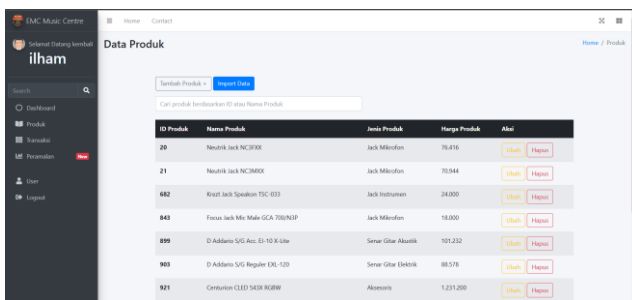 EMC Music Centre
Home Contact
Selamat Datang kembali
ilham
Data Produk
Home / Produk
Search
Dashboard
Produk
Transaksi
Peramalan New
User
Logout
Tambah Produk +
Import Data
Cari produk berdasarkan ID atau Nama Produk
ID Produk Nama Produk Jenis Produk Harga Produk Aksi
20 Neutrik Jack NC3FXX Jack Mikrofon 76.416 Ubah Hapus
21 Neutrik Jack NC3MXX Jack Mikrofon 70.944 Ubah Hapus
682 Krezt Jack Speakon TSC-033 Jack Instrumen 24.000 Ubah Hapus
843 Focux Jack Mic Male GCA 700/N3P Jack Mikrofon 18.000 Ubah Hapus
899 D Addario S/G Acc. EJ-10 X-Lite Senar Gitar Akustik 101.232 Ubah Hapus
903 D Addario S/G Reguler EXL-120 Senar Gitar Elektrik 88.578 Ubah Hapus
921 Centurion CLED 543X RGBW Aksesoris 1.231.200 Ubah Hapus